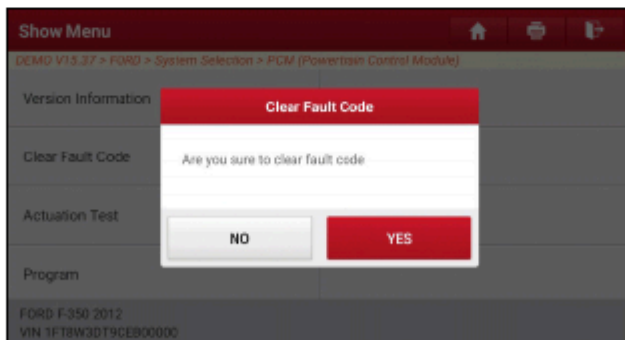 Show Menu
DEMO V15.37 > FORD > System Selection > PCM (Powertrain Control Module)
Version Information
Clear Fault Code
Clear Fault Code
Are you sure to clear fault code
Actuation Test
NO
YES
Program
FORD F-350 2012
VIN 1FT8W3DT9CEB00000